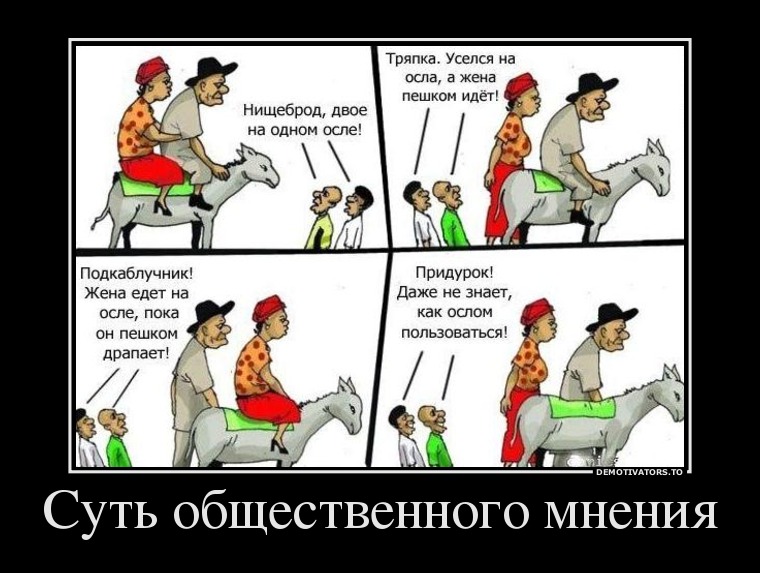 Нищеброд, двое
на одном осле!
Тряпка. Уселся на
осла, а жена
пешком идёт!
Подкаблучник!
Жена едет на
осле, пока
он пешком
драпает!
Придурок!
Даже не знает,
как ослом
пользоваться!
DEMOTIVATORS.TO
Суть общественного мнения